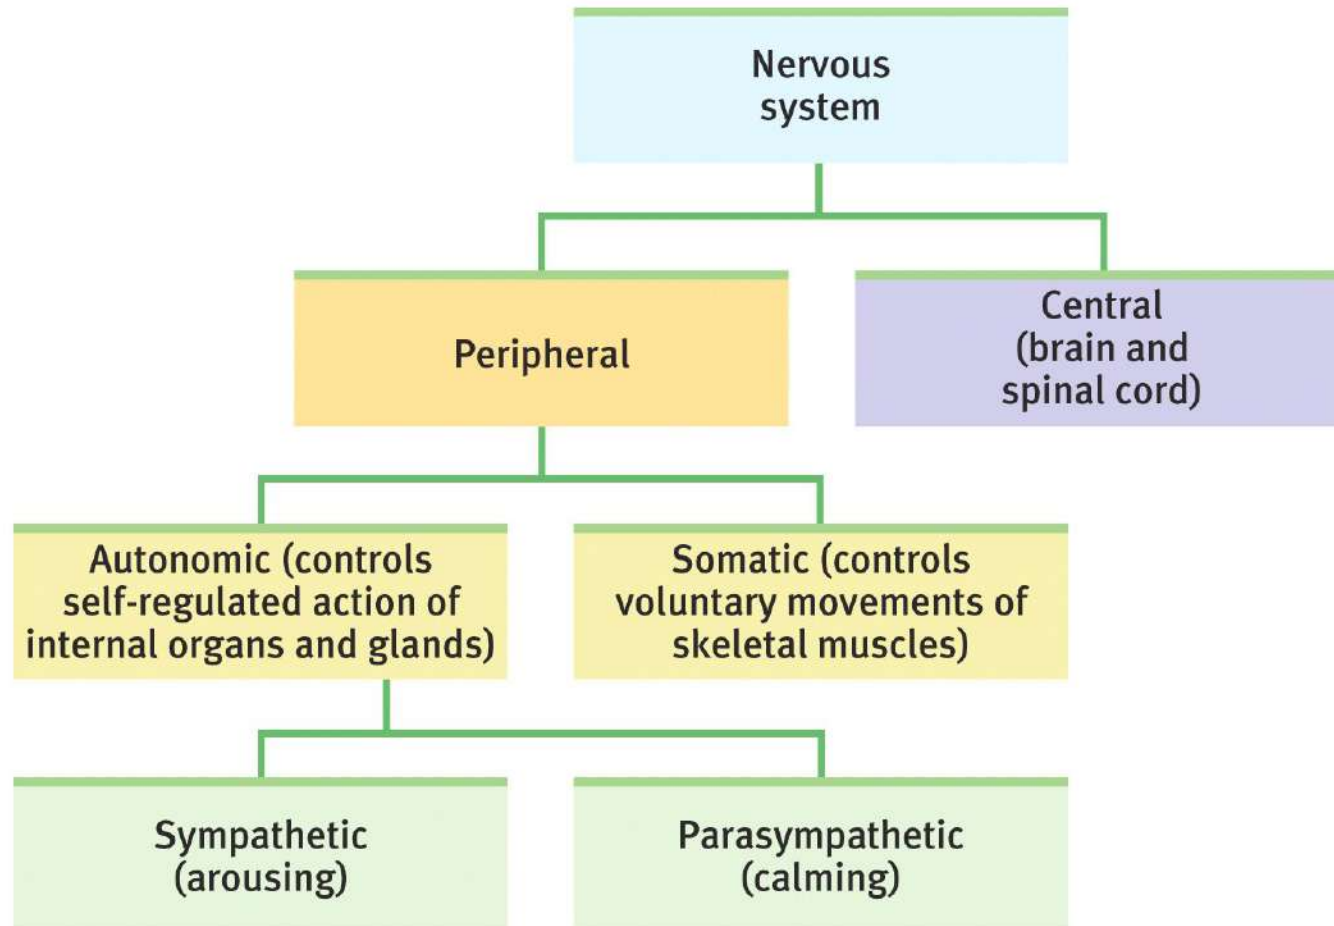 Nervous
system
Peripheral
Central
(brain and
spinal cord)
Autonomic (controls
self-regulated action of
internal organs and glands)
Somatic (controls
voluntary movements of
skeletal muscles)
Sympathetic
(arousing)
Parasympathetic
(calming)